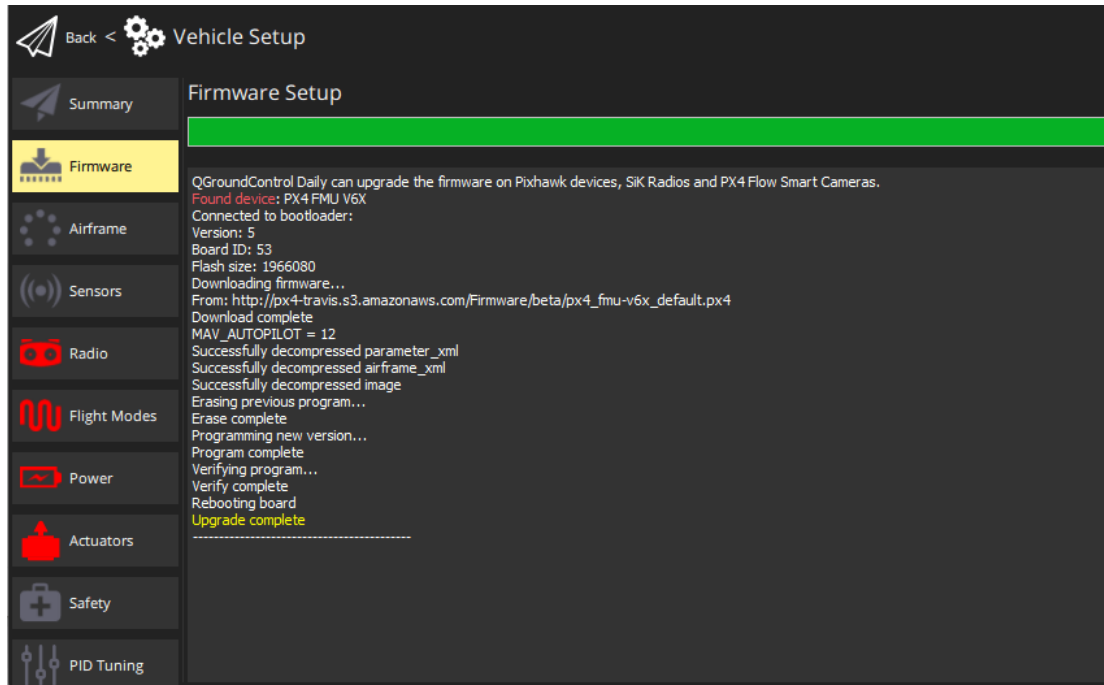 Back < Vehicle Setup
Summary
Firmware
Airframe
Sensors
Radio
Flight Modes
Power
Actuators
Safety
PID Tuning
Firmware Setup
QGroundControl Daily can upgrade the firmware on Pixhawk devices, SiK Radios and PX4 Flow Smart Cameras.
Found device: PX4 FMU V6X
Connected to bootloader:
Version: 5
Board ID: 53
Flash size: 1966080
Downloading firmware...
From: http://px4-travis.s3.amazonaws.com/Firmware/beta/px4_fmu-v6x_default.px4
Download complete
MAV_AUTOPILOT = 12
Successfully decompressed parameter_xml
Successfully decompressed airframe_xml
Successfully decompressed image
Erasing previous program...
Erase complete
Programming new version...
Program complete
Verifying program...
Verify complete
Rebooting board
Upgrade complete
------------------------------------------